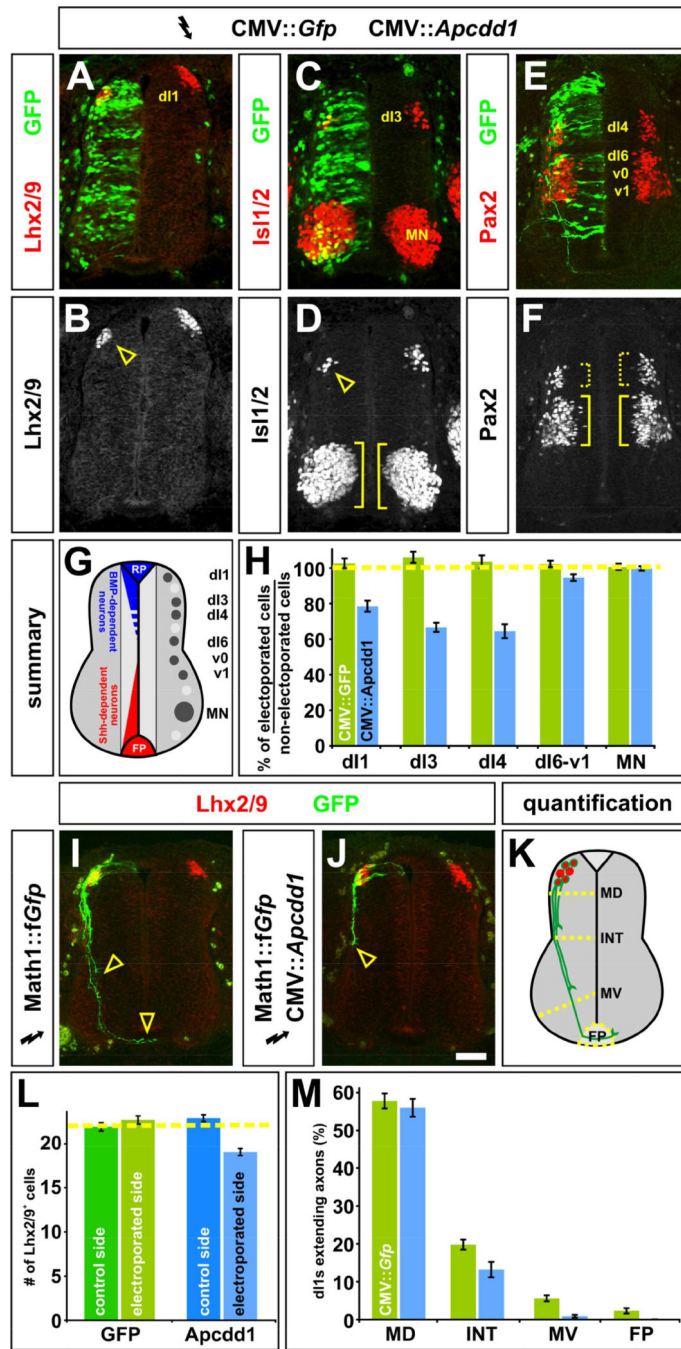 CMV::Gfp CMV::Apcdd1
Lhx2/9 GFP
A
dI1
Isl1/2 GFP
C
dI3
MN
Pax2 GFP
E
dI4
dI6
v0
v1
Lhx2/9
B
Isl1/2
D
Pax2
F
summary
G
RP
BMP-dependent
neurons
Shh-dependent
neurons
FP
dI1
dI3
dI4
dI6
v0
v1
MN
H
% of electoporated cells
non-electoporated cells
100
80
60
40
20
0
CMV::GFP
CMV::Apcdd1
dI1 dI3 dI4 dI6-v1 MN
Lhx2/9 GFP
quantification
Math1::fGfp
I
Math1::fGfp
CMV::Apcdd1
J
K
MD
INT
MV
FP
L
# of Lhx2/9+ cells
20
15
10
5
0
control side
electroporated side
control side
electroporated side
GFP Apcdd1
M
dI1s extending axons (%)
60
50
40
30
20
10
0
CMV::Gfp
MD INT MV FP